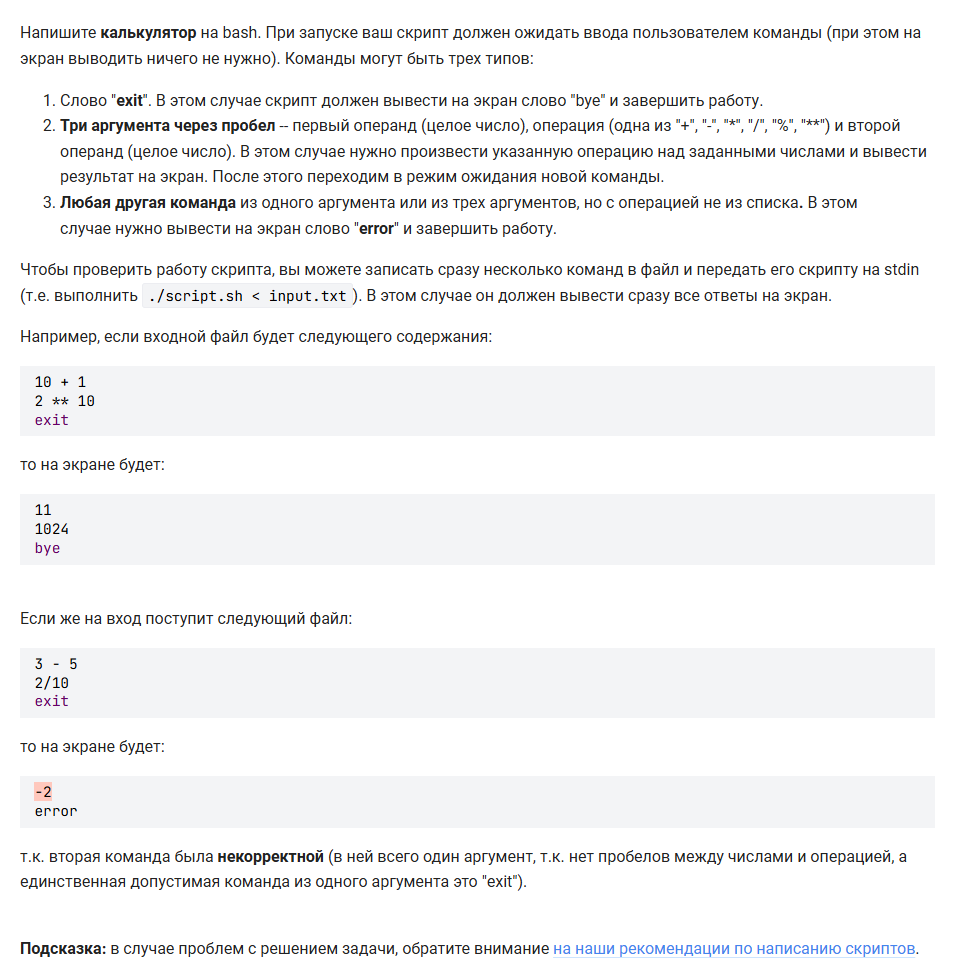 Напишите калькулятор на bash. При запуске ваш скрипт должен ожидать ввода пользователем команды (при этом на
экран выводить ничего не нужно). Команды могут быть трех типов:
1. Слово "exit". В этом случае скрипт должен вывести на экран слово "bye" и завершить работу.
2. Три аргумента через пробел -- первый операнд (целое число), операция (одна из "+", "-", "*", "/", "%", "**") и второй
операнд (целое число). В этом случае нужно произвести указанную операцию над заданными числами и вывести
результат на экран. После этого переходим в режим ожидания новой команды.
3. Любая другая команда из одного аргумента или из трех аргументов, но с операцией не из списка. В этом
случае нужно вывести на экран слово "error" и завершить работу.
Чтобы проверить работу скрипта, вы можете записать сразу несколько команд в файл и передать его скрипту на stdin
(т.е. выполнить ./script.sh < input.txt ). В этом случае он должен вывести сразу все ответы на экран.
Например, если входной файл будет следующего содержания:
10 + 1
2 ** 10
exit
то на экране будет:
11
1024
bye
Если же на вход поступит следующий файл:
3 - 5
2/10
exit
то на экране будет:
-2
error
т.к. вторая команда была некорректной (в ней всего один аргумент, т.к. нет пробелов между числами и операцией, а
единственная допустимая команда из одного аргумента это "exit").
Подсказка: в случае проблем с решением задачи, обратите внимание на наши рекомендации по написанию скриптов.